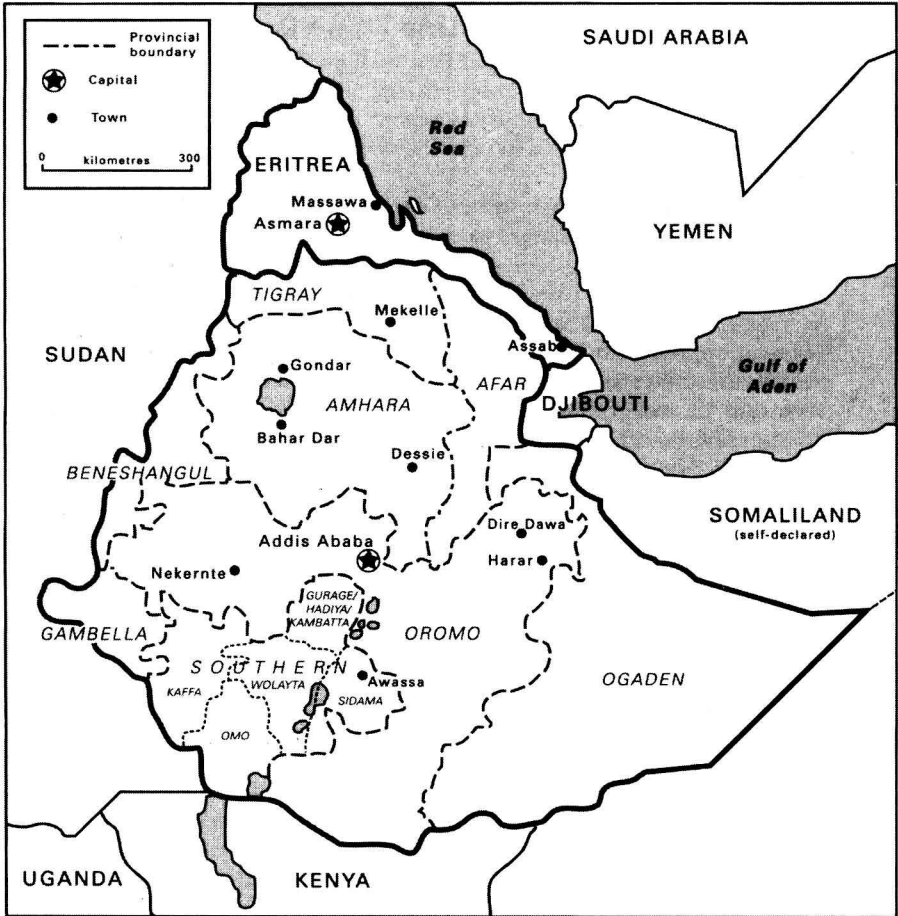 Provincial
boundary
Capital
Town
0 kilometres 300
SAUDI ARABIA
Red
Sea
ERITREA
Massawa
Asmara
YEMEN
TIGRAY
Mekelle
SUDAN
Assab
Gulf of
Aden
Gondar
AFAR
DJIBOUTI
AMHARA
Bahar Dar
Dessie
BENESHANGUL
SOMALILAND
(self-declared)
Dire Dawa
Addis Ababa
Harar
Nekernte
GURAGE/
HADIYA/
KAMBATTA
GAMBELLA
OROMO
SOUTHERN
OGADEN
KAFFA
WOLAYTA
Awassa
SIDAMA
OMO
UGANDA
KENYA